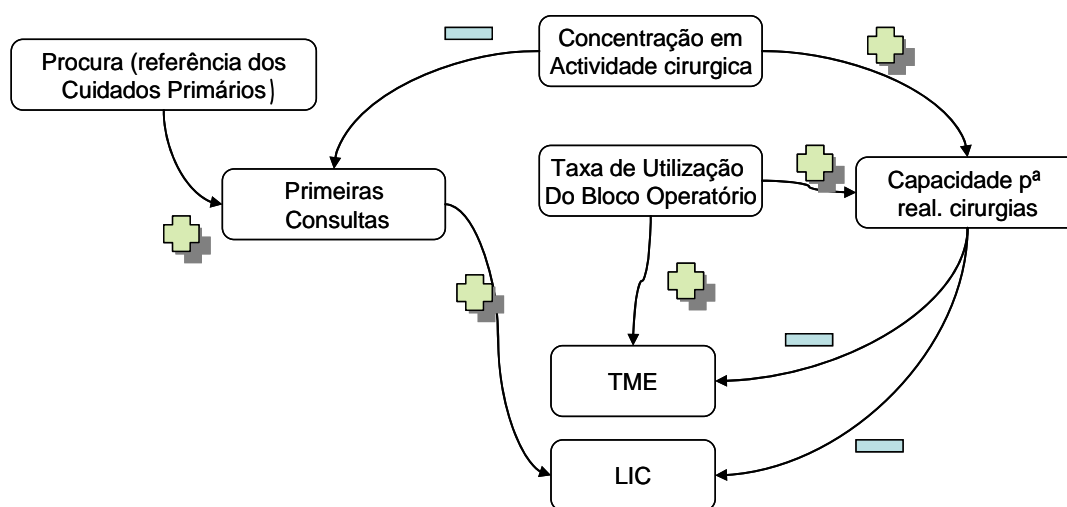 Concentração em
Actividade cirurgica
Procura (referência dos
Cuidados Primários)
Taxa de Utilização
Do Bloco Operatório
Primeiras
Consultas
Capacidade pª
real. cirurgias
TME
LIC